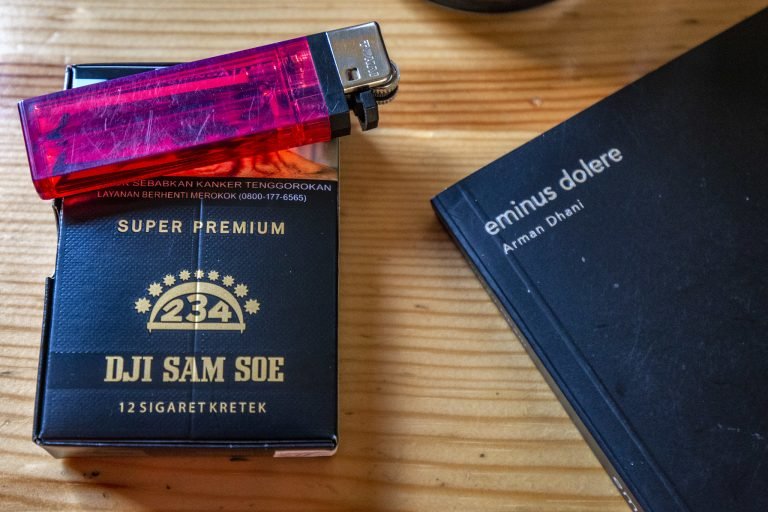 SEBABKAN KANKER TENGGOROKAN
LAYANAN BERHENTI MEROKOK (0800-177-6565)
SUPER PREMIUM
234
DJI SAM SOE
12 SIGARET KRETEK
eminus dolere
Arman Dhani